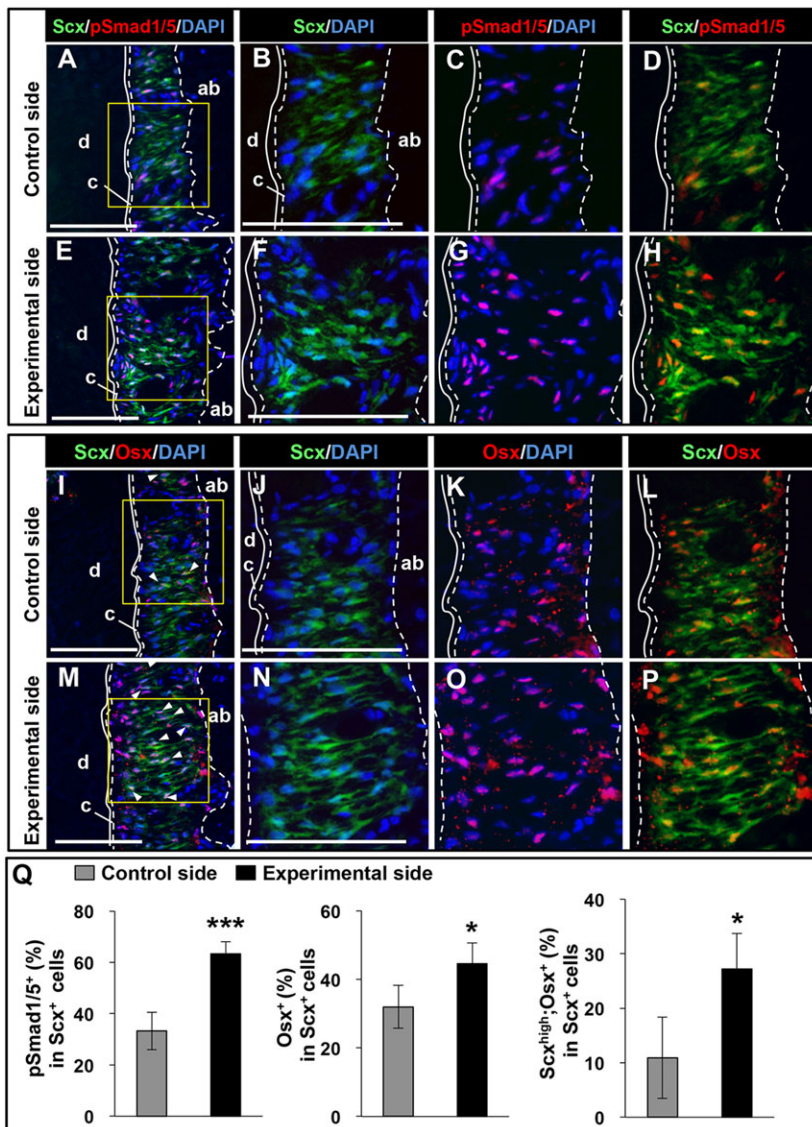 Scx/pSmad1/5/DAPI Scx/DAPI pSmad1/5/DAPI Scx/pSmad1/5
Control side
A ab d c
B d ab c
C
D
Experimental side
E d c ab
F
G
H
Scx/Osx/DAPI Scx/DAPI Osx/DAPI Scx/Osx
Control side
I ab d c
J d c ab
K
L
Experimental side
M ab d c
N
O
P
Q Control side Experimental side
pSmad1/5⁺ (%)
in Scx⁺ cells
80
60
40
20
0
***
Osx⁺ (%)
in Scx⁺ cells
60
40
20
0
*
Scxʰⁱᵍʰ;Osx⁺ (%)
in Scx⁺ cells
40
30
20
10
0
*